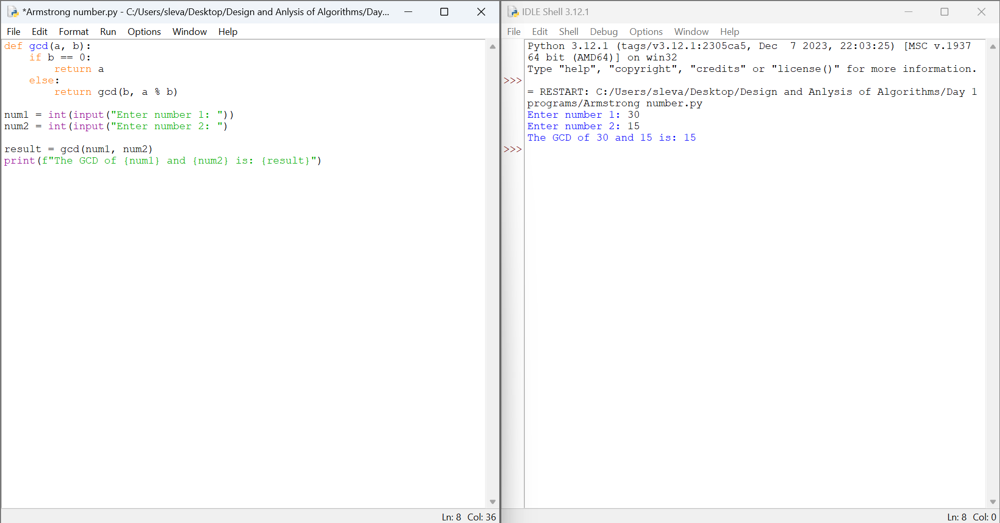 *Armstrong number.py - C:/Users/sleva/Desktop/Design and Anlysis of Algorithms/Day...
File Edit Format Run Options Window Help
def gcd(a, b):
    if b == 0:
        return a
    else:
        return gcd(b, a % b)
num1 = int(input("Enter number 1: "))
num2 = int(input("Enter number 2: ")
result = gcd(num1, num2)
print(f"The GCD of {num1} and {num2} is: {result}")
Ln: 8 Col: 36
IDLE Shell 3.12.1
File Edit Shell Debug Options Window Help
Python 3.12.1 (tags/v3.12.1:2305ca5, Dec  7 2023, 22:03:25) [MSC v.1937
64 bit (AMD64)] on win32
Type "help", "copyright", "credits" or "license()" for more information.
>>>
= RESTART: C:/Users/sleva/Desktop/Design and Anlysis of Algorithms/Day 1
programs/Armstrong number.py
Enter number 1: 30
Enter number 2: 15
The GCD of 30 and 15 is: 15
>>>
Ln: 8 Col: 0